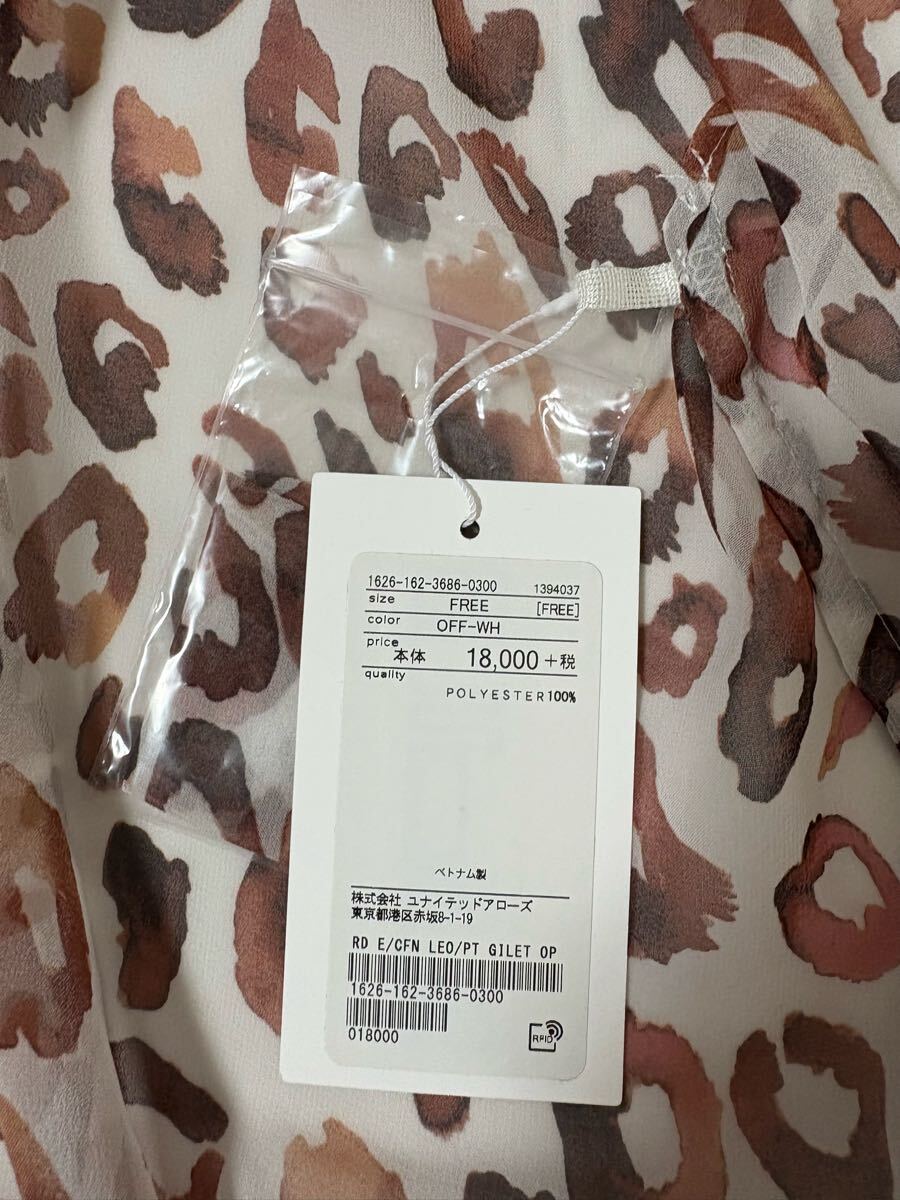 1626-162-3686-0300 1394037
size FREE [FREE]
color OFF-WH
price
本体 18,000+税
quality
POLYESTER100%
ベトナム製
株式会社 ユナイテッドアローズ
東京都港区赤坂8-1-19
RD E/CFN LEO/PT GILET OP
1626-162-3686-0300
018000
RFID